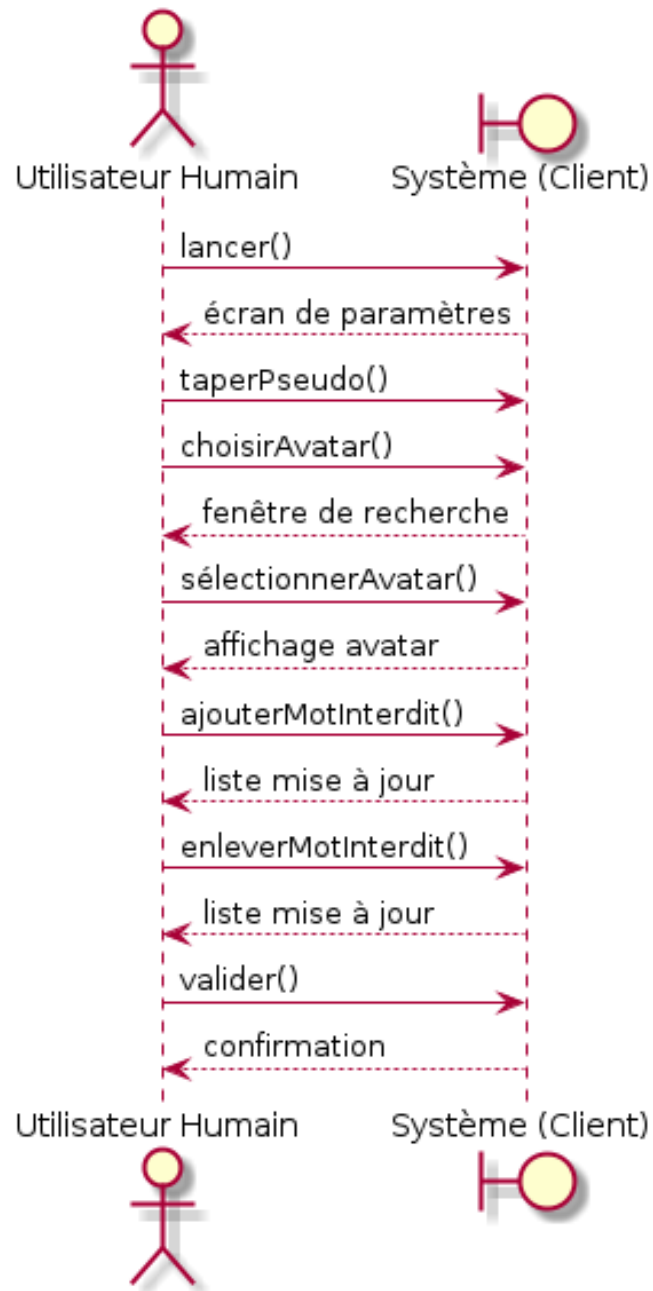 Utilisateur Humain
Système (Client)
lancer()
écran de paramètres
taperPseudo()
choisirAvatar()
fenêtre de recherche
sélectionnerAvatar()
affichage avatar
ajouterMotInterdit()
liste mise à jour
enleverMotInterdit()
liste mise à jour
valider()
confirmation
Utilisateur Humain
Système (Client)